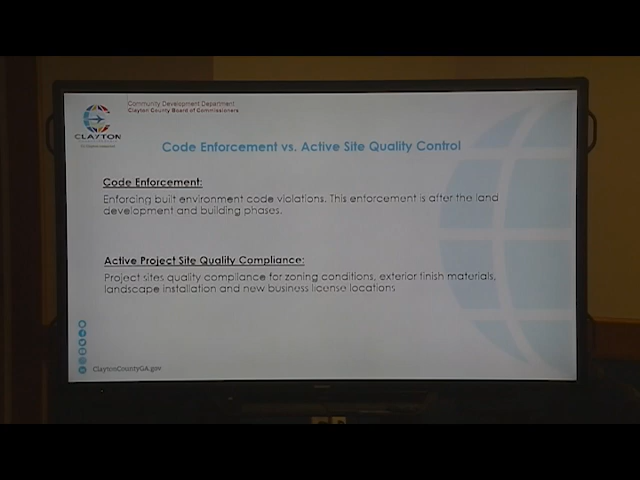 Community Development Department
Clayton County Board of Commissioners
CLAYTON
Code Enforcement vs. Active Site Quality Control
Code Enforcement:
Enforcing built environment code violations. This enforcement is after the land
development and building phases.
Active Project Site Quality Compliance:
Project sites quality compliance for zoning conditions, exterior finish materials,
landscape installation and new business license locations
ClaytonCountyGA.gov